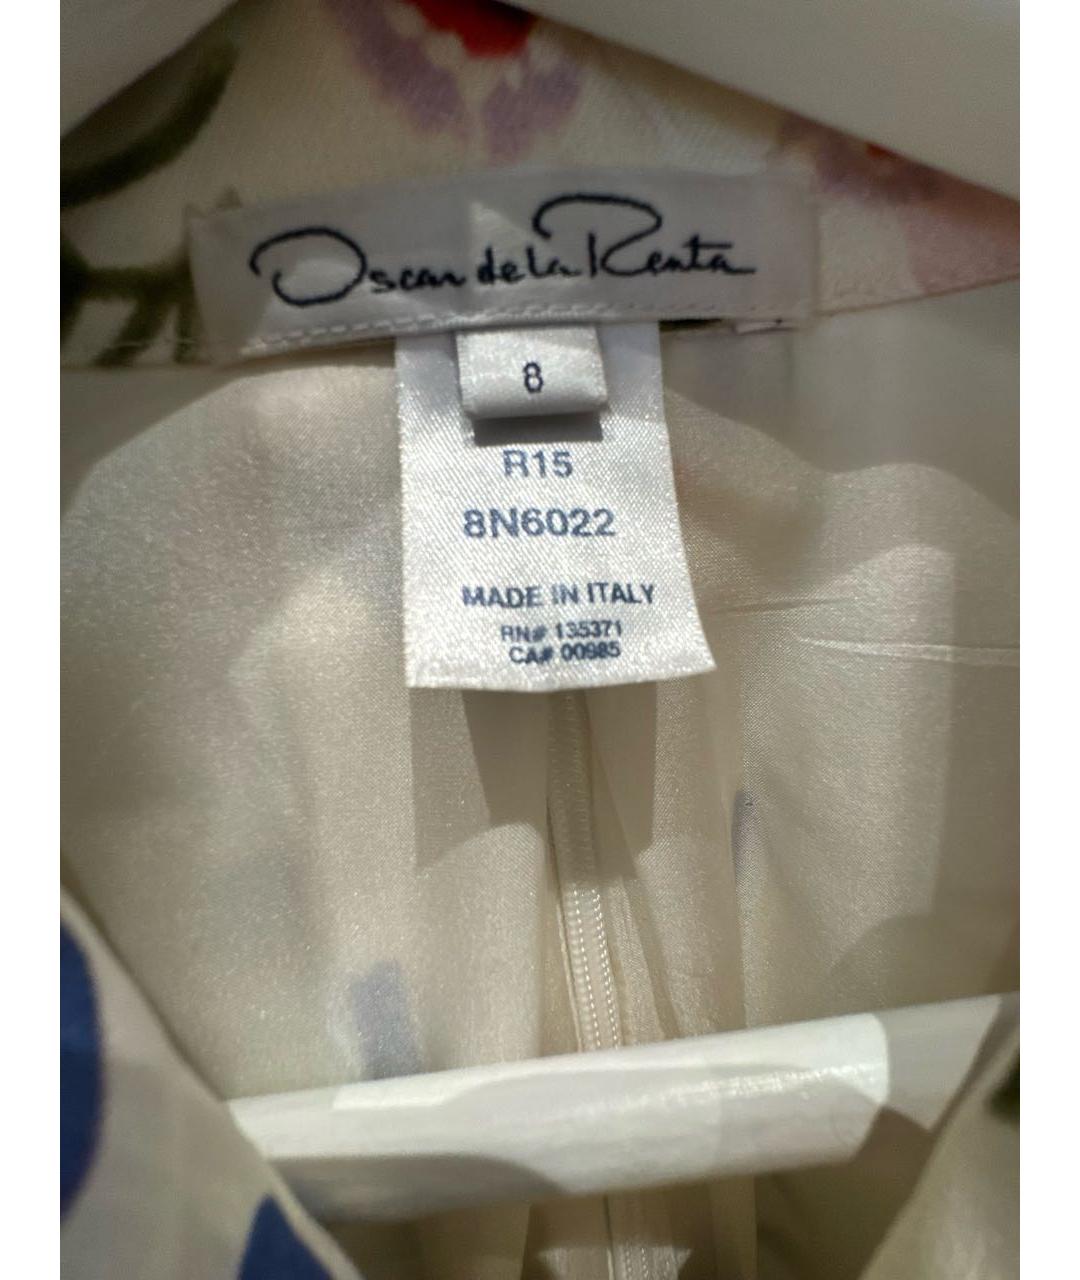 Oscar de la Renta
8
R15
8N6022
MADE IN ITALY
RN# 135371
CA# 00985